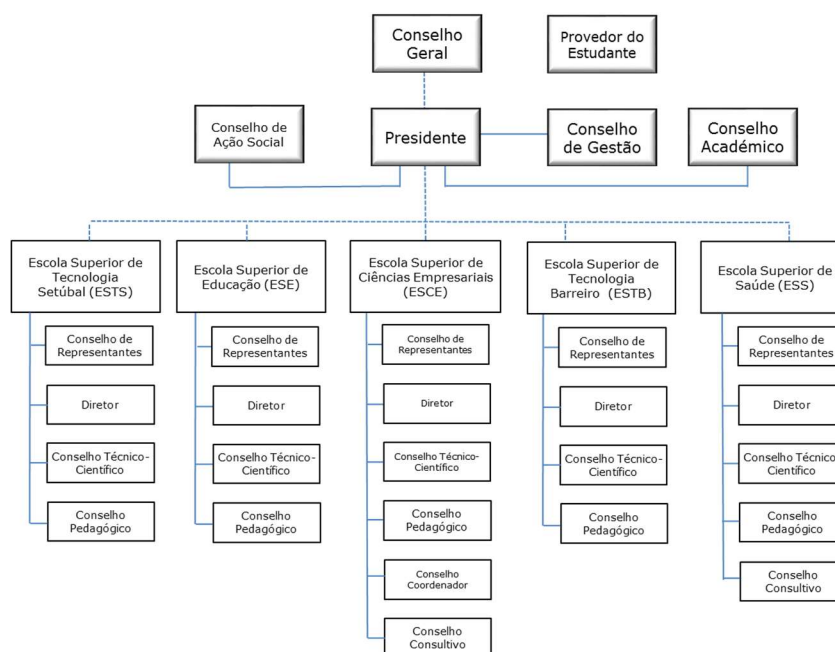 Conselho
Geral
Provedor do
Estudante
Conselho de
Ação Social
Presidente
Conselho
de Gestão
Conselho
Académico
Escola Superior de
Tecnologia
Setúbal (ESTS)
Escola Superior de
Educação (ESE)
Escola Superior de
Ciências Empresariais
(ESCE)
Escola Superior de
Tecnologia
Barreiro (ESTB)
Escola Superior de
Saúde (ESS)
Conselho de
Representantes
Diretor
Conselho Técnico-
Científico
Conselho
Pedagógico
Conselho de
Representantes
Diretor
Conselho Técnico-
Científico
Conselho
Pedagógico
Conselho de
Representantes
Diretor
Conselho Técnico-
Científico
Conselho
Pedagógico
Conselho
Coordenador
Conselho
Consultivo
Conselho de
Representantes
Diretor
Conselho Técnico-
Científico
Conselho
Pedagógico
Conselho de
Representantes
Diretor
Conselho Técnico-
Científico
Conselho
Pedagógico
Conselho
Consultivo